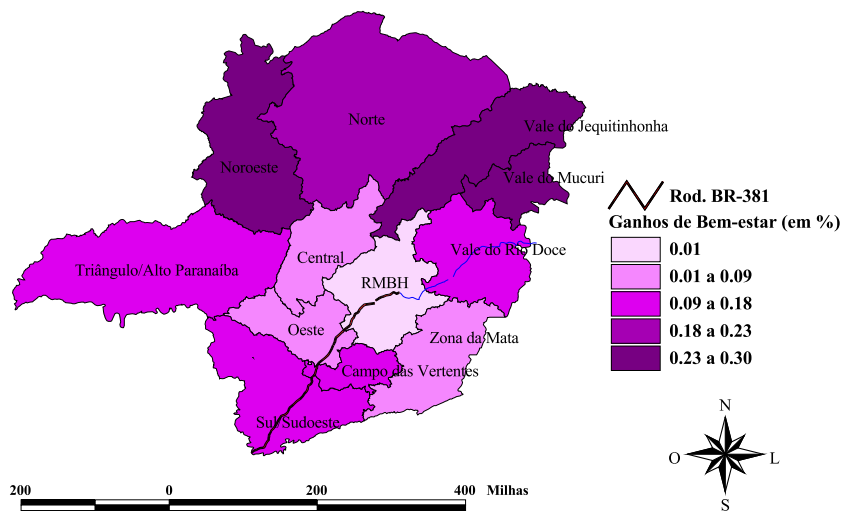 Norte
Vale do Jequitinhonha
Noroeste
Vale do Mucuri
Rod. BR-381
Ganhos de Bem-estar (em %)
Vale do Rio Doce
0.01
Central
Triângulo/Alto Paranaíba
0.01 a 0.09
RMBH
0.09 a 0.18
Oeste
Zona da Mata
0.18 a 0.23
0.23 a 0.30
Campo das Vertentes
Sul/Sudoeste
N
O
L
S
200
0
200
400
Milhas